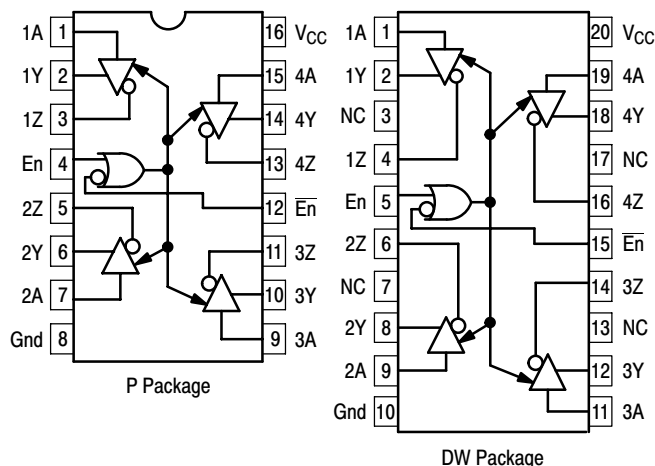 1A 1
1Y 2
1Z 3
En 4
2Z 5
2Y 6
2A 7
Gnd 8
16 VCC
15 4A
14 4Y
13 4Z
12 E̅n̅
11 3Z
10 3Y
9 3A
P Package
1A 1
1Y 2
NC 3
1Z 4
En 5
2Z 6
NC 7
2Y 8
2A 9
Gnd 10
20 VCC
19 4A
18 4Y
17 NC
16 4Z
15 E̅n̅
14 3Z
13 NC
12 3Y
11 3A
DW Package